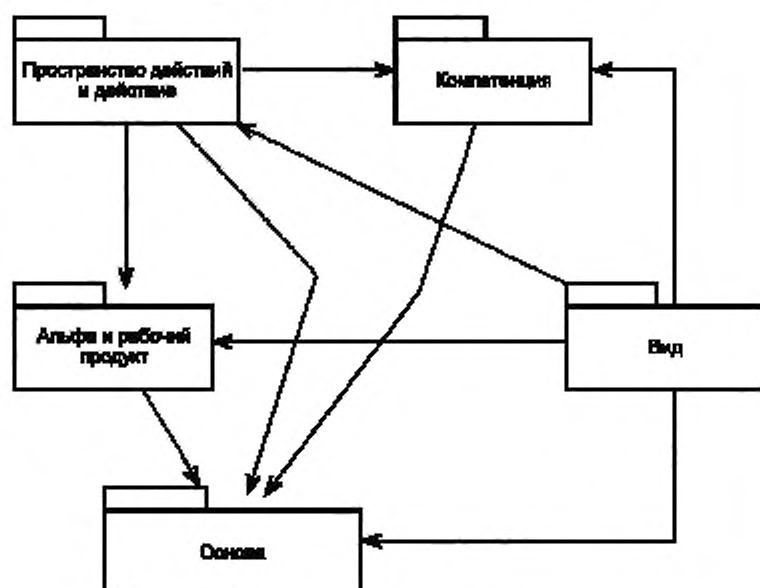 Пространство действий
и действие
Компетенция
Альфа и рабочий
продукт
Вид
Основа